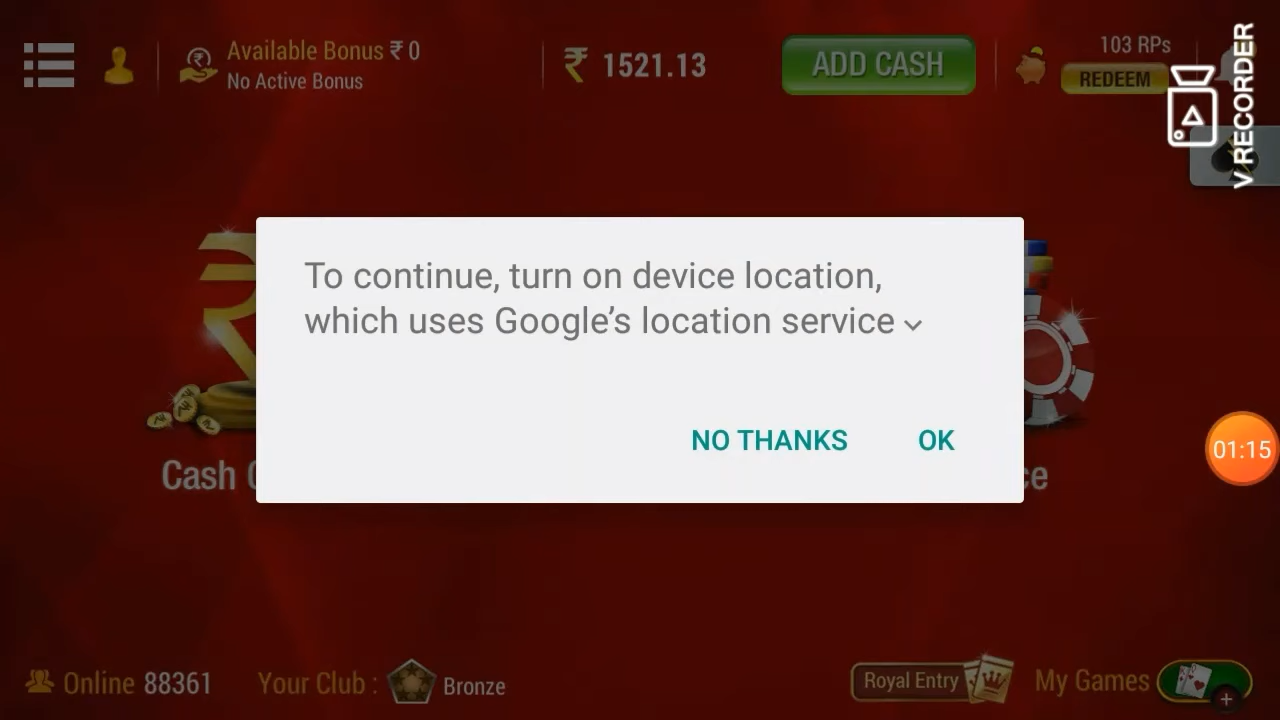 Available Bonus ₹ 0
No Active Bonus
₹ 1521.13
ADD CASH
103 RPs
REDEEM
V RECORDER
To continue, turn on device location,
which uses Google's location service
NO THANKS
OK
01:15
Cash
Online 88361
Your Club :
Bronze
Royal Entry
My Games